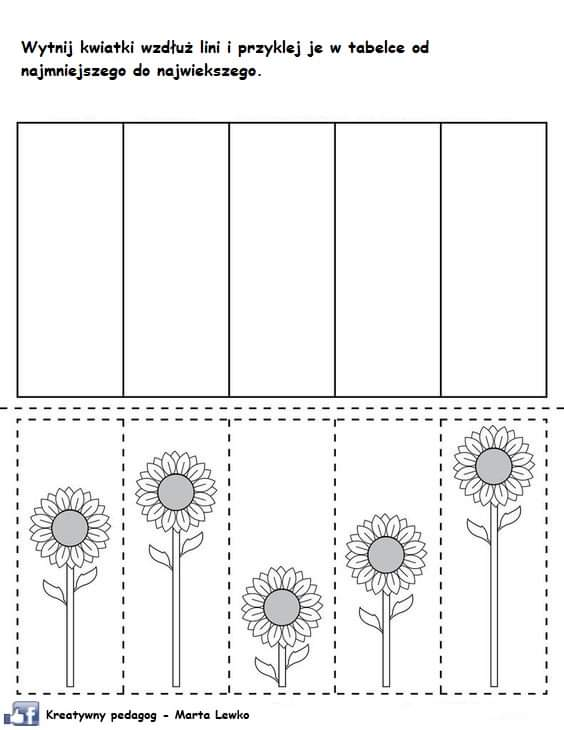 Wytnij kwiatki wzdłuż lini i przyklej je w tabelce od
najmniejszego do najwiekszego.
Kreatywny pedagog - Marta Lewko